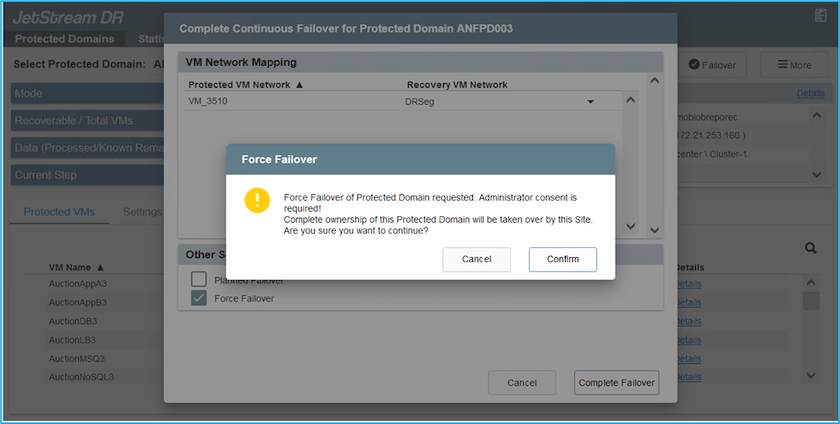 JetStream DR
Complete Continuous Failover for Protected Domain ANFPD003
Protected Domains Statis
Select Protected Domain: AN Failover More
VM Network Mapping
Protected VM Network ▲ Recovery VM Network
VM_3510 DRSeg
Mode Details
Recoverable / Total VMs moblobreporec
Data (Processed/Known Rema 72.21.253.160 )
Current Step center \ Cluster-1
Force Failover
Force Failover of Protected Domain requested. Administrator consent is
required!
Complete ownership of this Protected Domain will be taken over by this Site.
Are you sure you want to continue?
Cancel Confirm
Protected VMs Settings
Other S
Planned Failover
Force Failover
VM Name ▲ Details
AuctionAppA3 etails
AuctionAppB3 etails
AuctionDB3 etails
AuctionLB3 etails
AuctionMSQ3 etails
AuctionNoSQL3 etails
Cancel Complete Failover